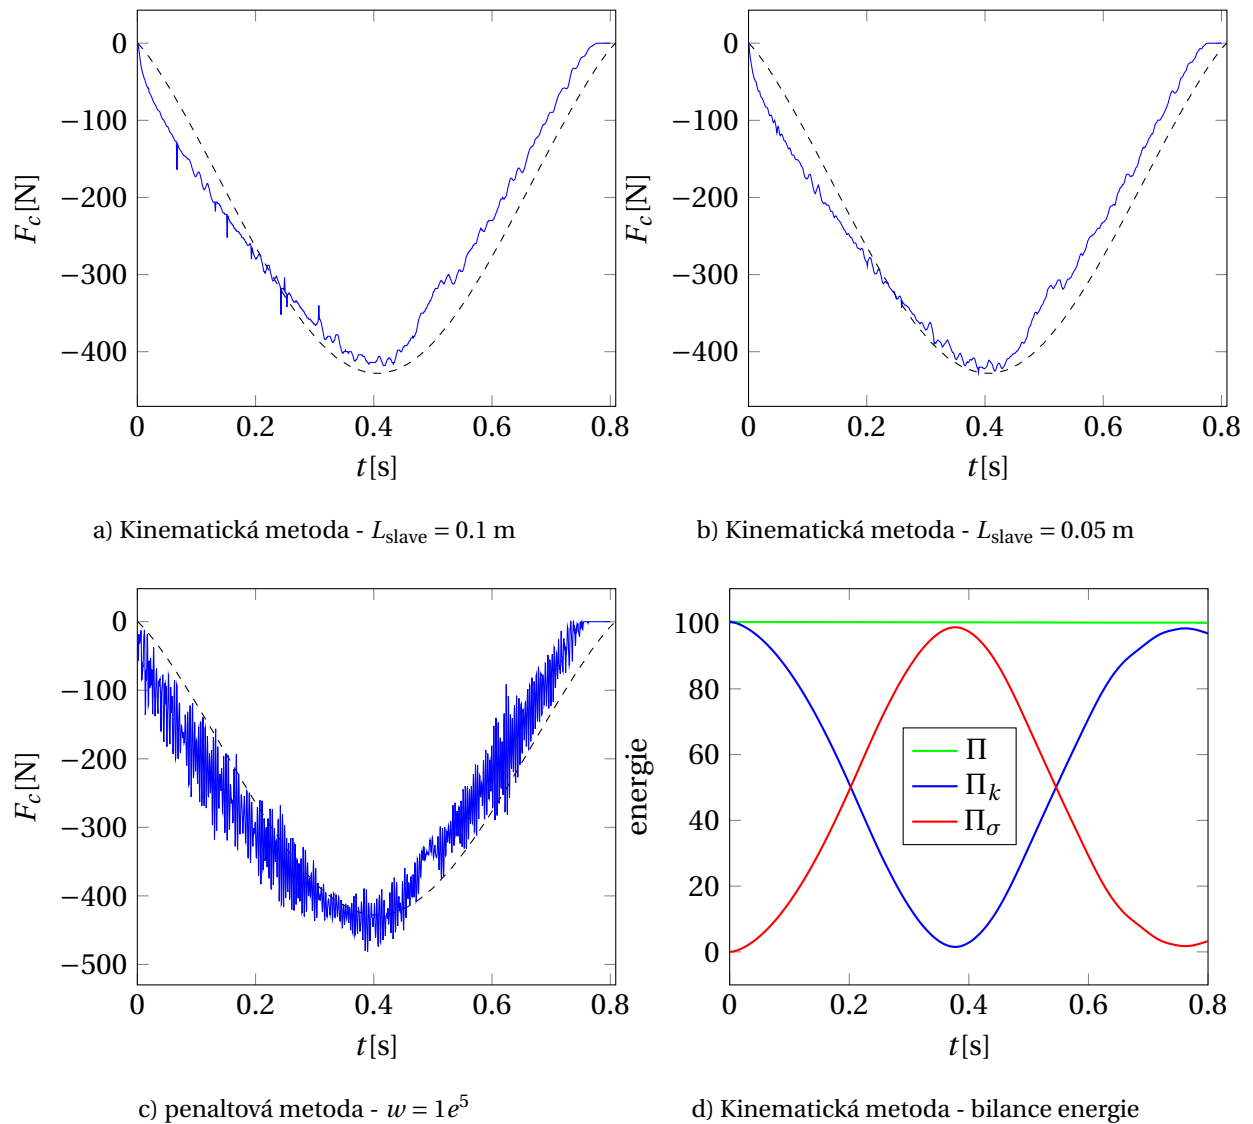 0
−100
−200
−300
−400
F_c [N]
0
0.2
0.4
0.6
0.8
t [s]
a) Kinematická metoda - L_slave = 0.1 m
0
−100
−200
−300
−400
F_c [N]
0
0.2
0.4
0.6
0.8
t [s]
b) Kinematická metoda - L_slave = 0.05 m
0
−100
−200
−300
−400
−500
F_c [N]
0
0.2
0.4
0.6
0.8
t [s]
c) penaltová metoda - w = 1e^5
100
80
60
40
20
0
energie
Π
Π_k
Π_σ
0
0.2
0.4
0.6
0.8
t [s]
d) Kinematická metoda - bilance energie